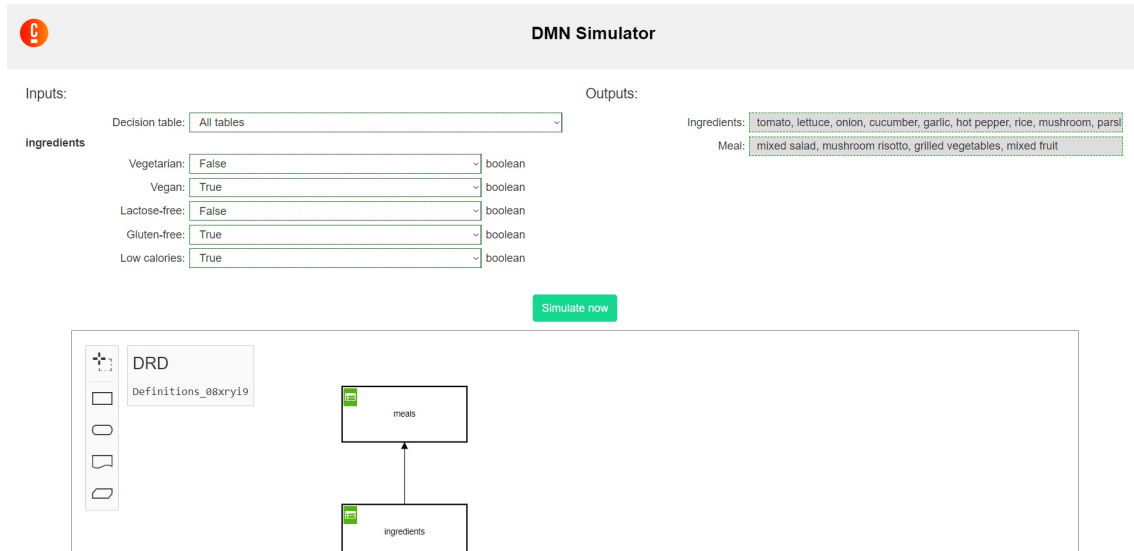 DMN Simulator
Inputs:
Decision table: All tables
ingredients
Vegetarian: False boolean
Vegan: True boolean
Lactose-free: False boolean
Gluten-free: True boolean
Low calories: True boolean
Outputs:
Ingredients: tomato, lettuce, onion, cucumber, garlic, hot pepper, rice, mushroom, parsl
Meal: mixed salad, mushroom risotto, grilled vegetables, mixed fruit
Simulate now
DRD
Definitions_08xryi9
meals
ingredients